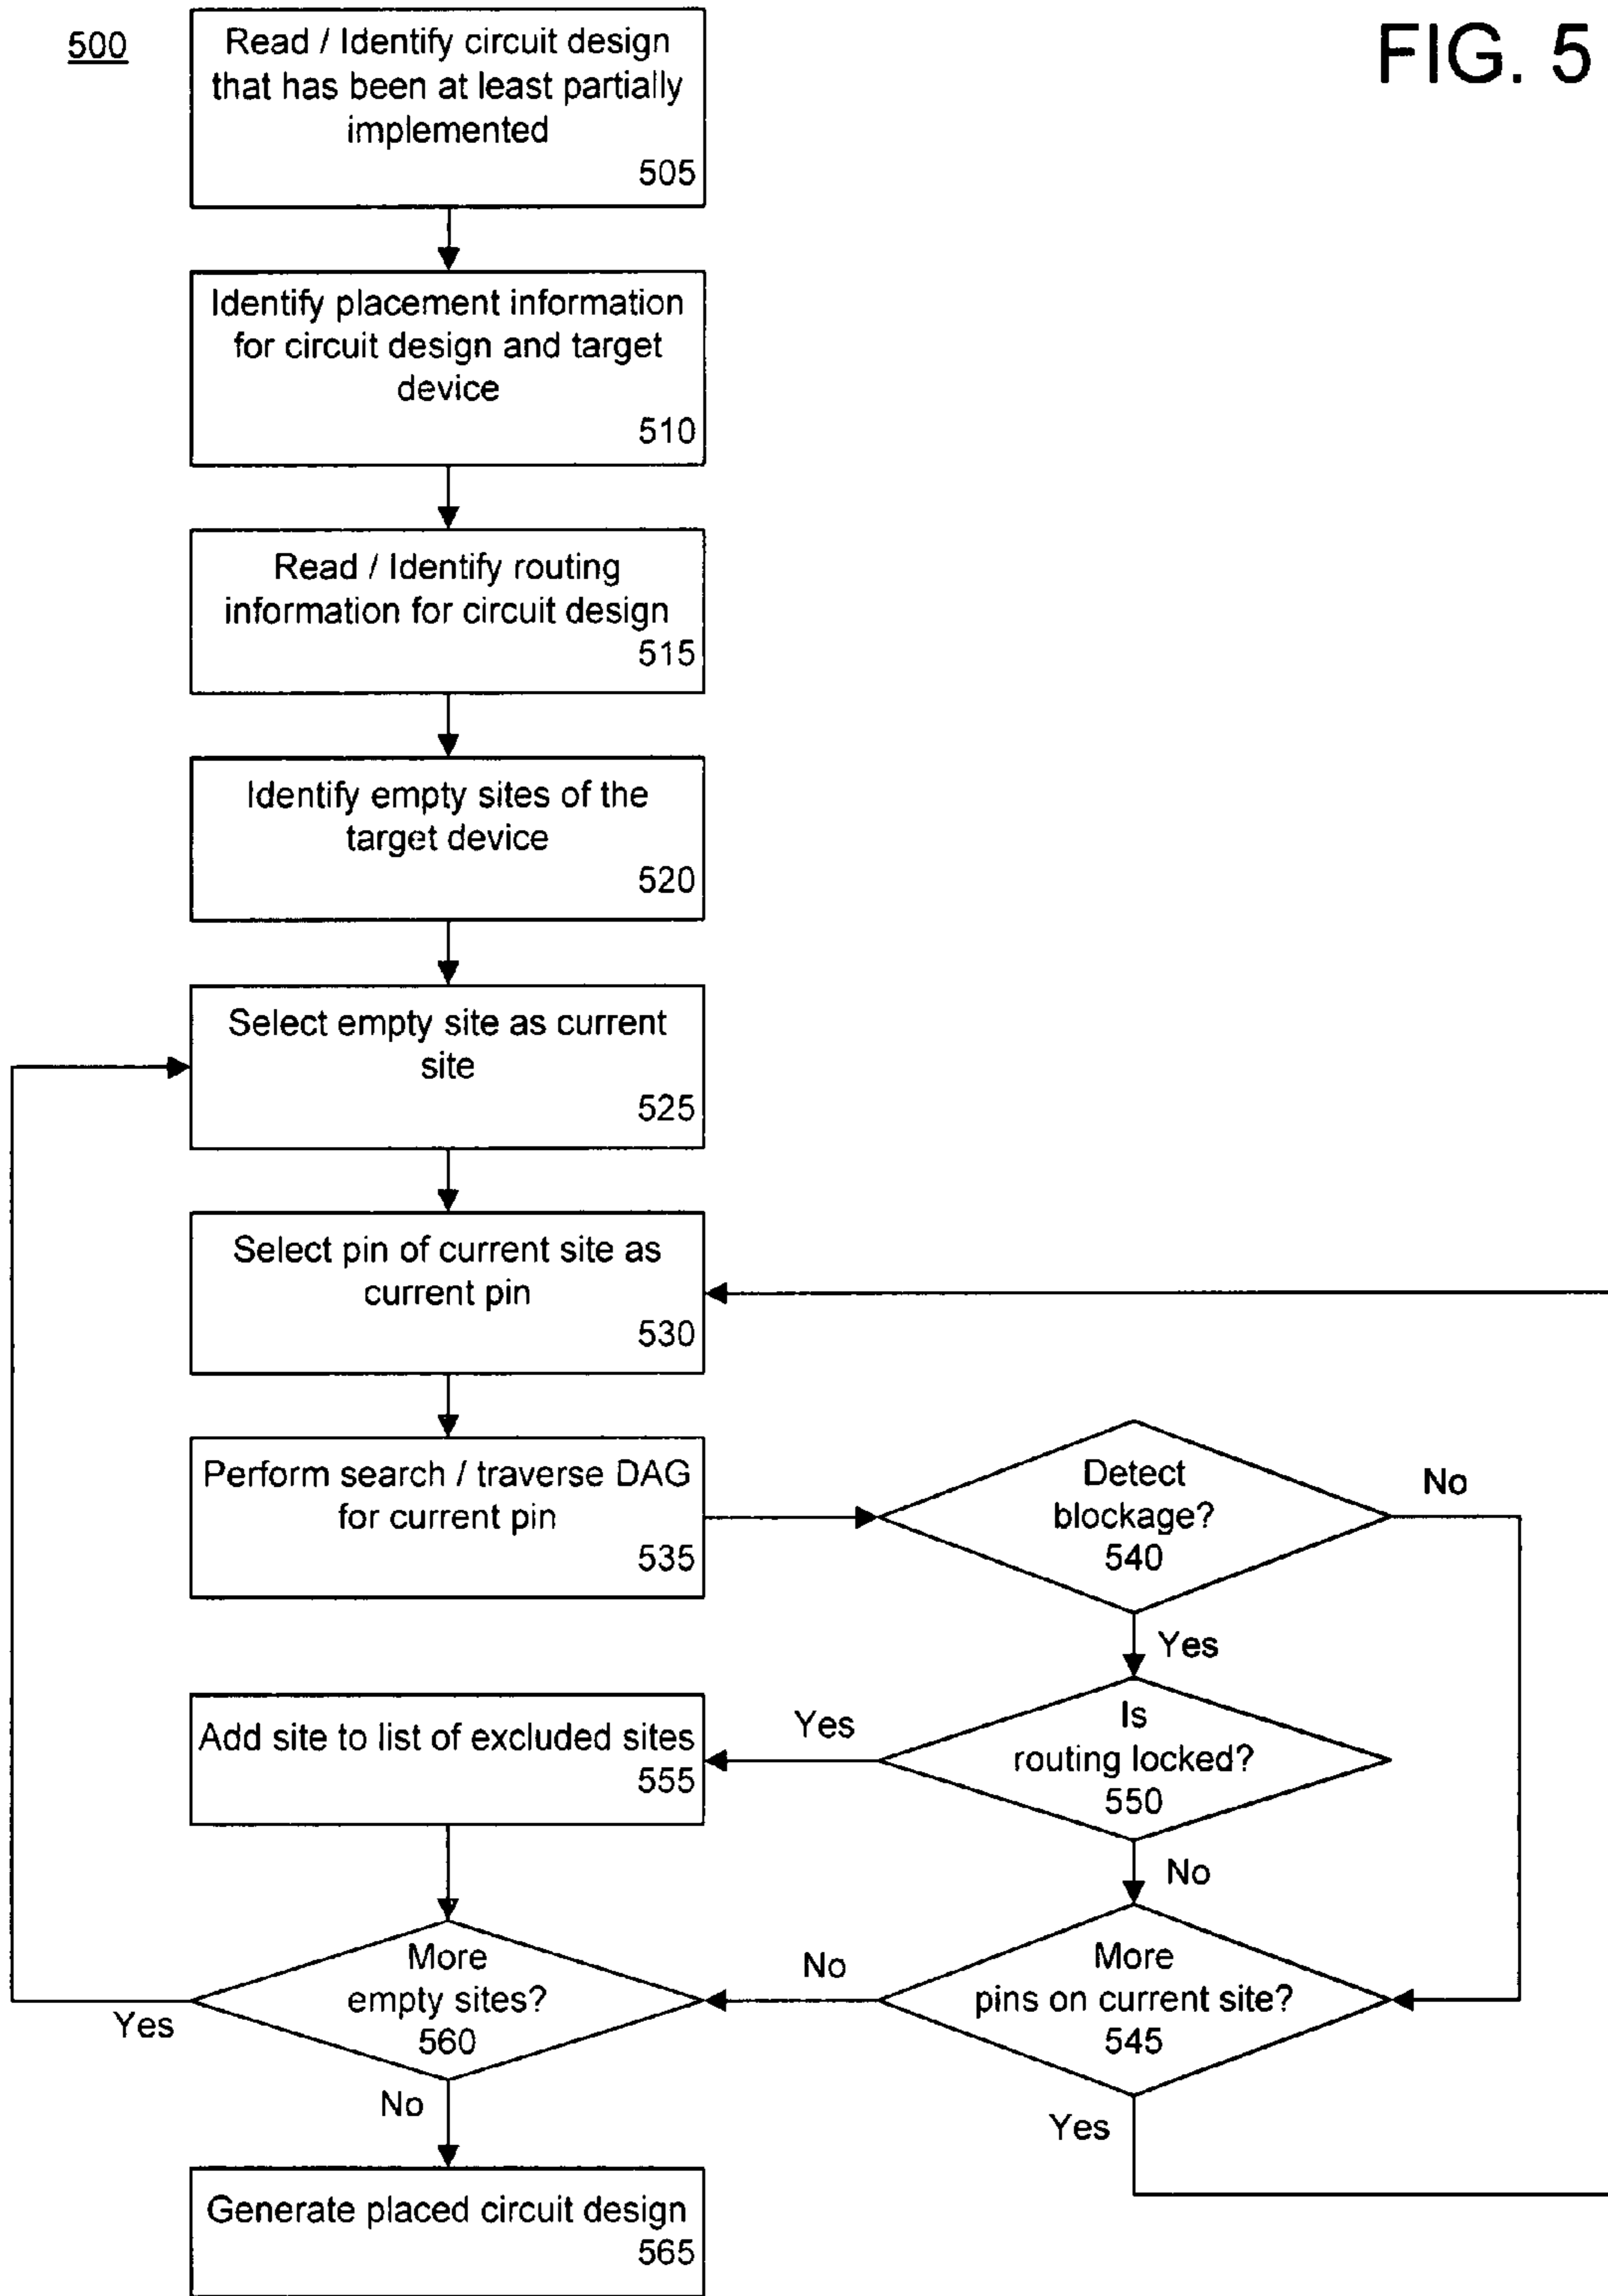 500
FIG. 5
Read / Identify circuit design
that has been at least partially
implemented
505
Identify placement information
for circuit design and target
device
510
Read / Identify routing
information for circuit design
515
Identify empty sites of the
target device
520
Select empty site as current
site
525
Select pin of current site as
current pin
530
Perform search / traverse DAG
for current pin
535
Detect
blockage?
540
No
Yes
Is
routing locked?
550
Yes
No
Add site to list of excluded sites
555
More
pins on current site?
545
No
Yes
More
empty sites?
560
Yes
No
Generate placed circuit design
565